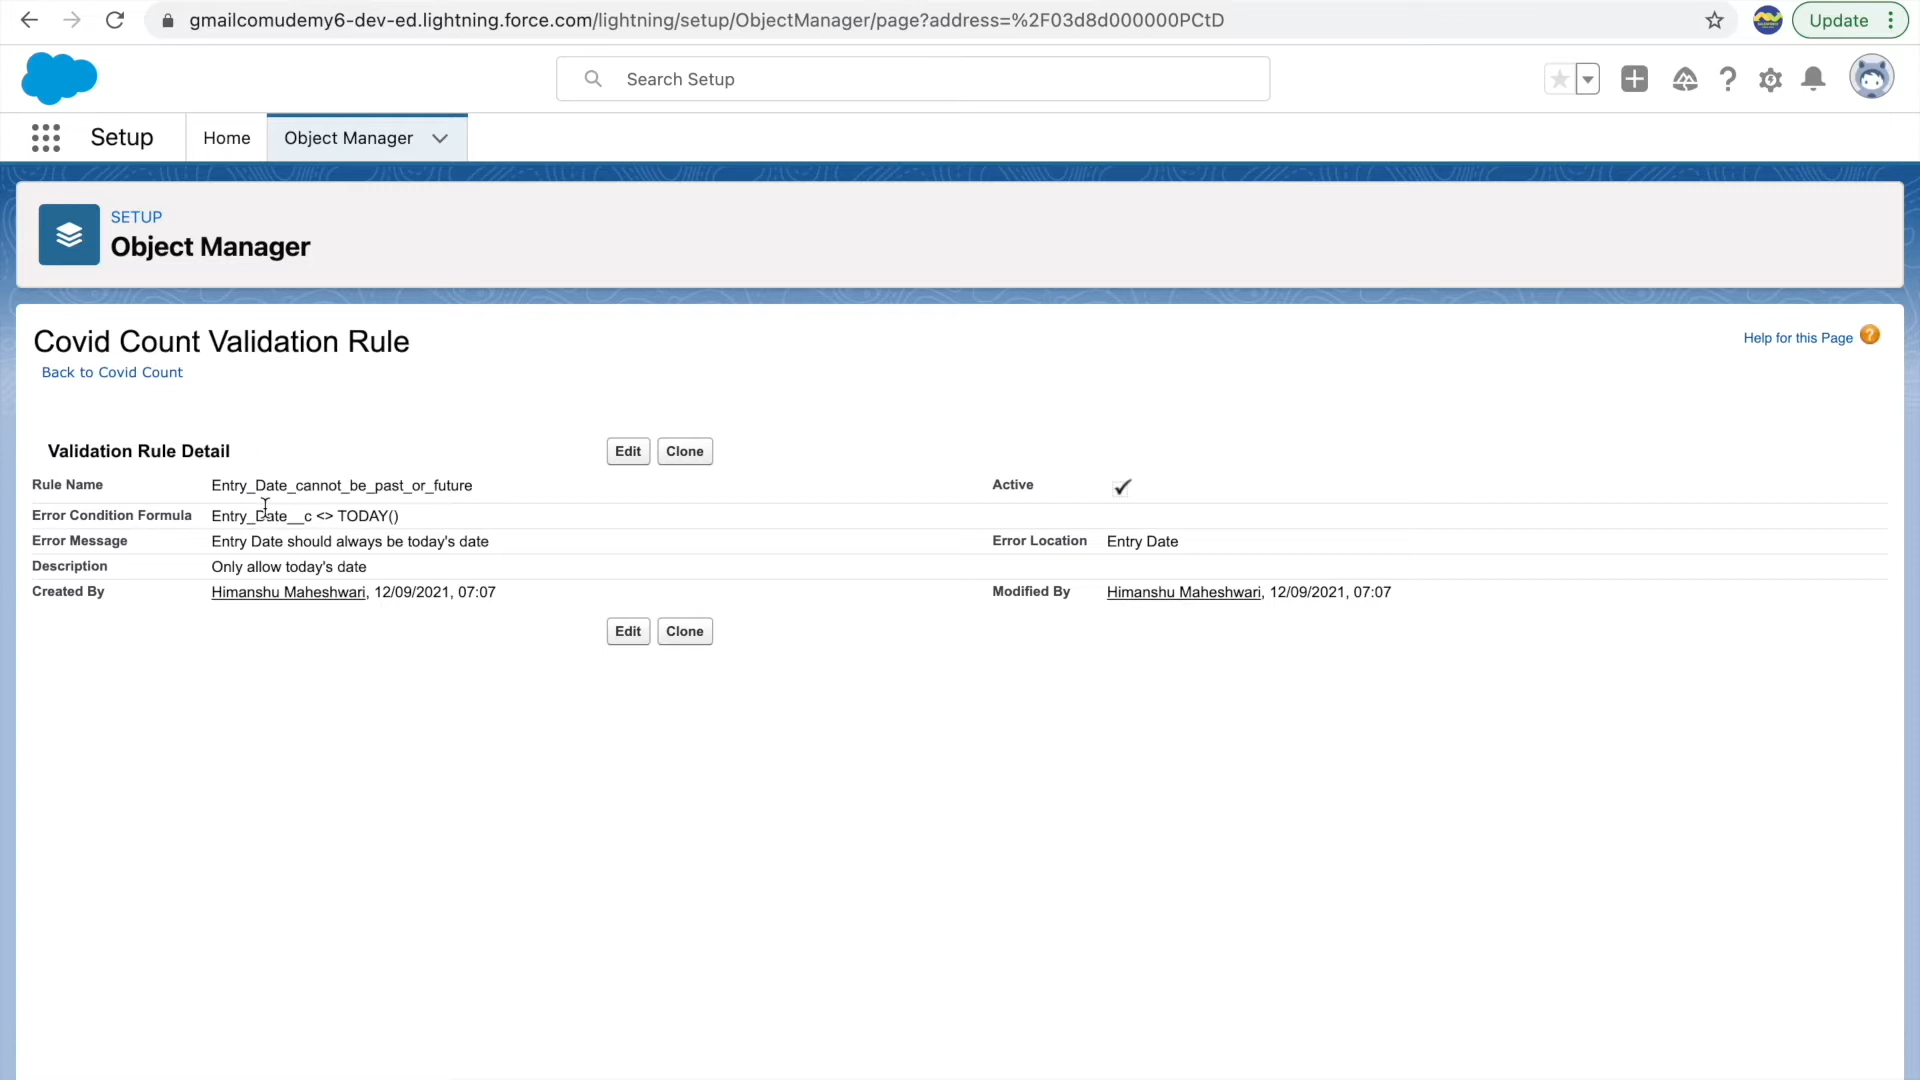 gmailcomudemy6-dev-ed.lightning.force.com/lightning/setup/ObjectManager/page?address=%2F03d8d000000PCtD
Update
Search Setup
Setup
Home
Object Manager
SETUP
Object Manager
Covid Count Validation Rule
Help for this Page
Back to Covid Count
Validation Rule Detail
Edit
Clone
Rule Name Entry_Date_cannot_be_past_or_future Active
Error Condition Formula Entry_Date__c <> TODAY()
Error Message Entry Date should always be today's date Error Location Entry Date
Description Only allow today's date
Created By Himanshu Maheshwari, 12/09/2021, 07:07 Modified By Himanshu Maheshwari, 12/09/2021, 07:07
Edit
Clone